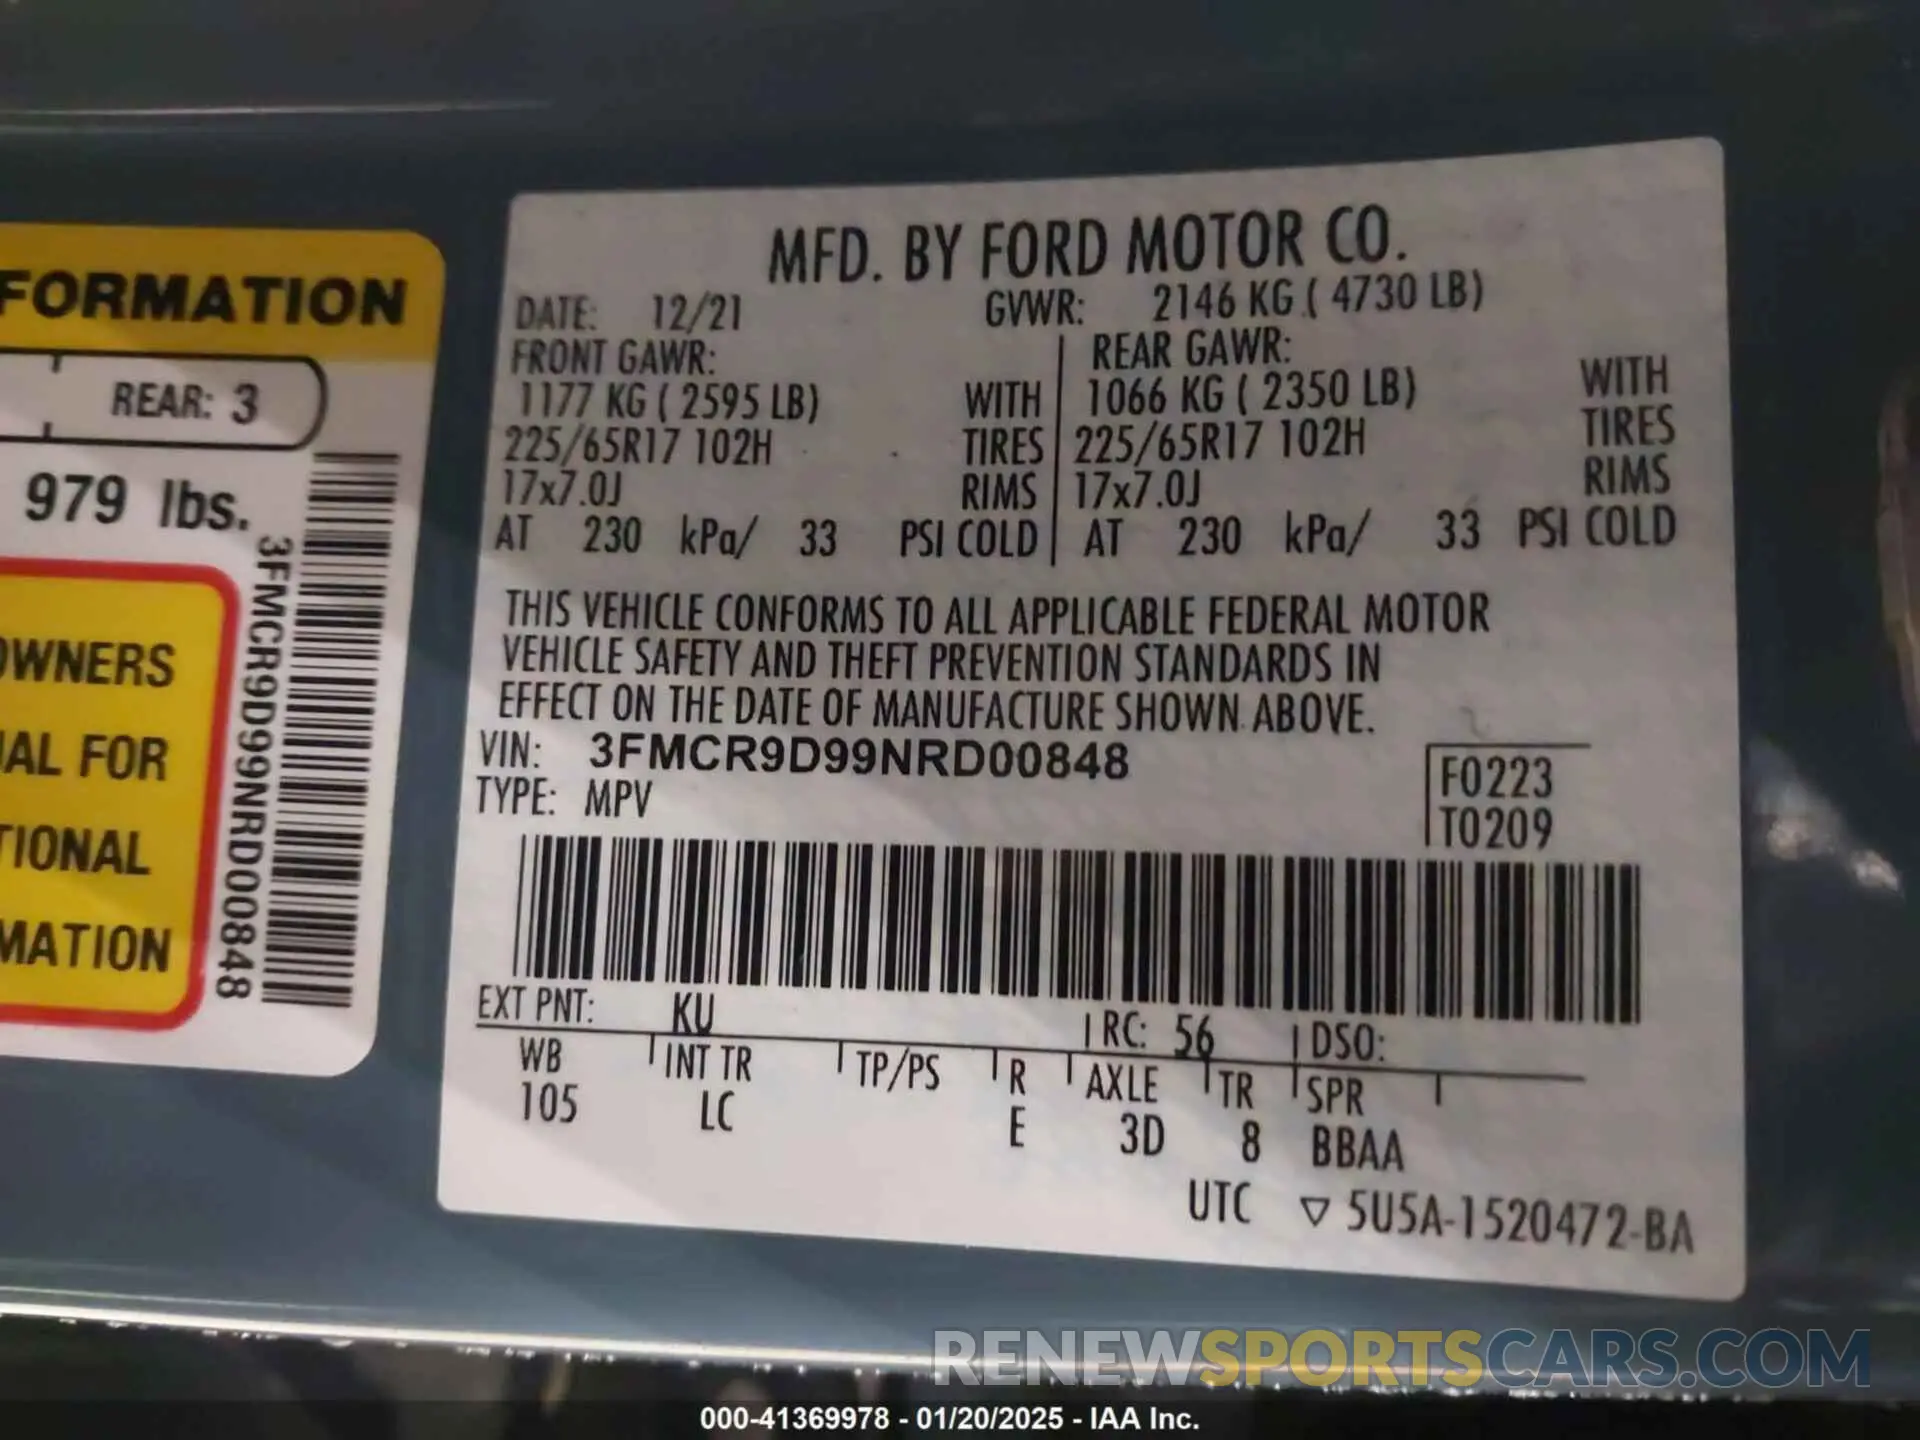 FORMATION
REAR: 3
979 lbs.
OWNERS
AL FOR
TIONAL
MATION
3FMCR9D99NRD00848
MFD. BY FORD MOTOR CO.
DATE: 12/21 GVWR: 2146 KG ( 4730 LB)
FRONT GAWR: REAR GAWR:
1177 KG ( 2595 LB) WITH 1066 KG ( 2350 LB) WITH
225/65R17 102H TIRES 225/65R17 102H TIRES
17x7.0J RIMS 17x7.0J RIMS
AT 230 kPa/ 33 PSI COLD AT 230 kPa/ 33 PSI COLD
THIS VEHICLE CONFORMS TO ALL APPLICABLE FEDERAL MOTOR
VEHICLE SAFETY AND THEFT PREVENTION STANDARDS IN
EFFECT ON THE DATE OF MANUFACTURE SHOWN ABOVE.
VIN: 3FMCR9D99NRD00848
TYPE: MPV
F0223
T0209
EXT PNT: KU RC: 56 DSO:
WB INT TR TP/PS R AXLE TR SPR
105 LC E 3D 8 BBAA
UTC ▽ 5U5A-1520472-BA
RENEWSPORTSCARS.COM
000-41369978 - 01/20/2025 - IAA Inc.